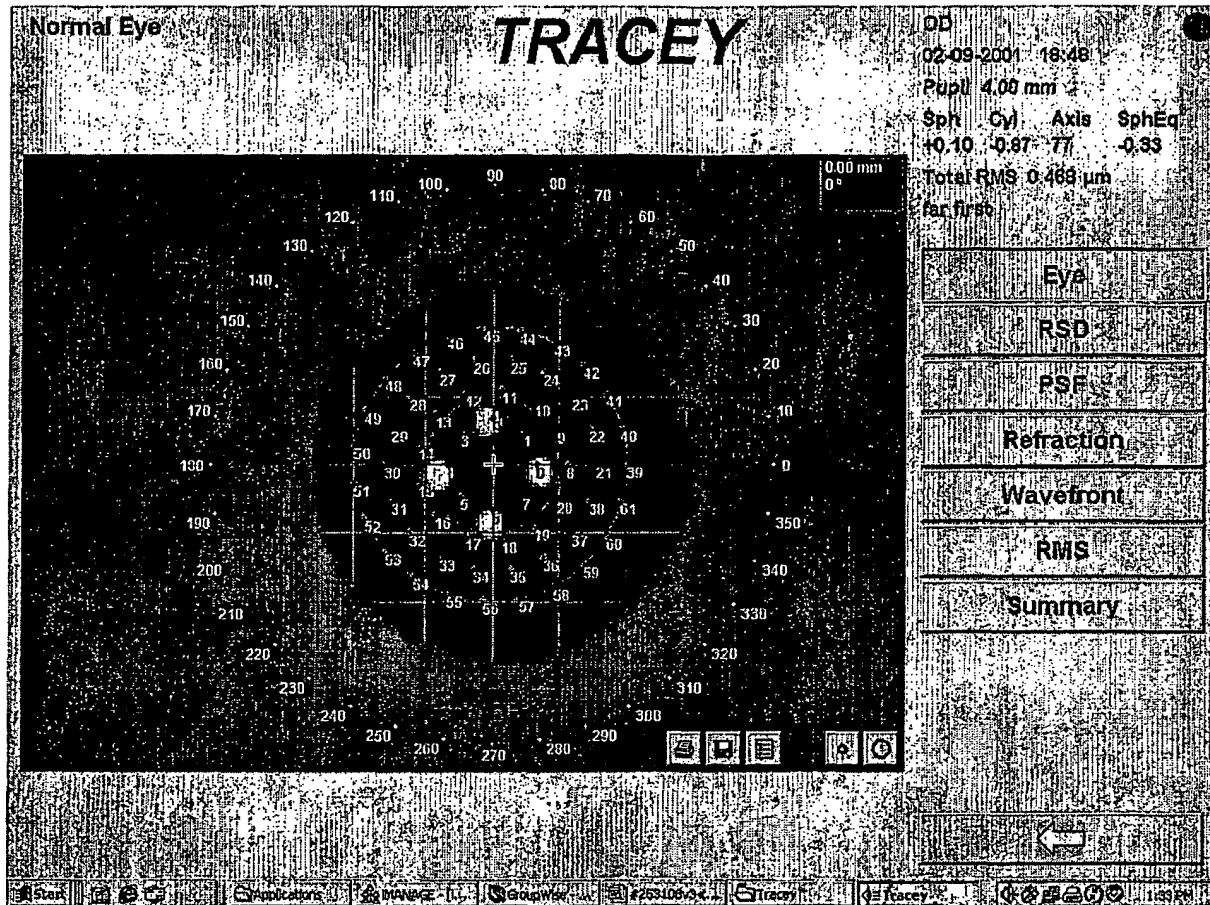 Normal Eye
TRACEY
OD
02-09-2001 18:48
Pupil 4.00 mm
Sph Cyl Axis SphEq
+0.10 -0.87 77 -0.33
Total RMS 0.468 µm
far first
0.00 mm
0°
90
100 80
110 70
120 60
130 50
140 40
150 30
160 20
170 10
180 0
190 350
200 340
210 330
220 320
230 310
240 300
250 290
260 280
270
46 45 44 43
47 26 25 42
48 27 24
28 12 11 10 23 41
49 13
29 3 1 9 22 40
50
30 8 21 39
51
31 5 7 20 38 61
52 16
32 17 18 19 37 60
53 33 34 35 36 59
54
55 56 57 58
Eye
RSD
PSF
Refraction
Wavefront
RMS
Summary
Start Applications GroupWise Tracey Tracey 1:33 PM